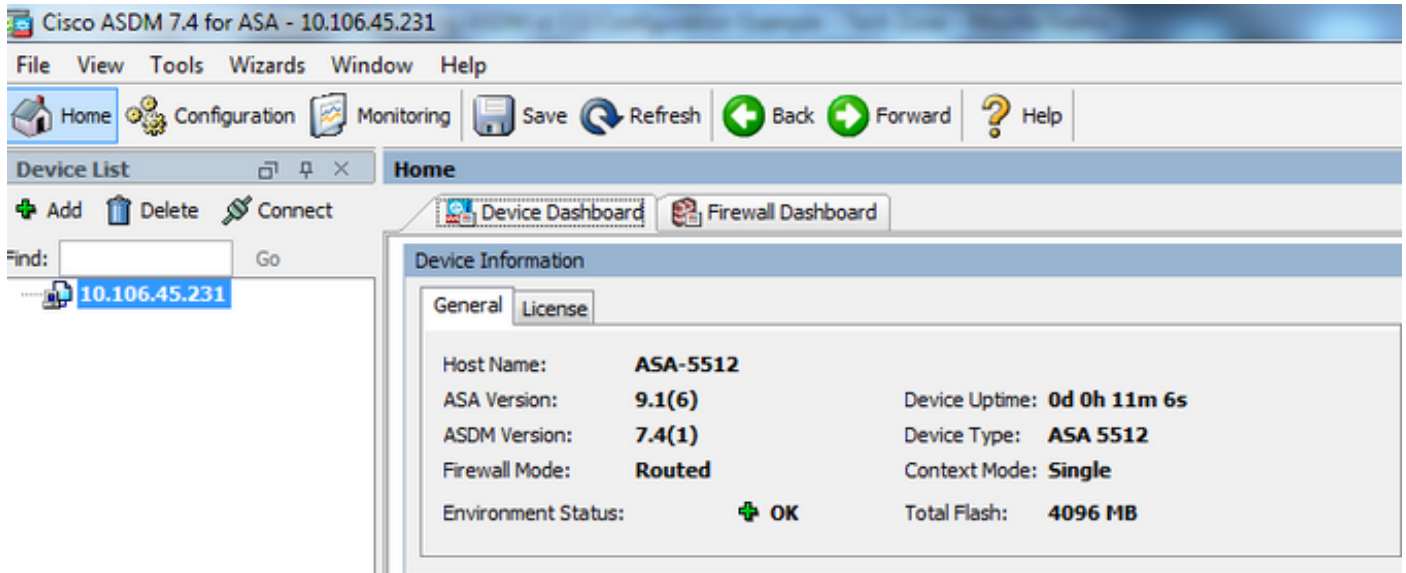 Cisco ASDM 7.4 for ASA - 10.106.45.231
File View Tools Wizards Window Help
Home Configuration Monitoring Save Refresh Back Forward Help
Device List
Home
Add Delete Connect
Device Dashboard Firewall Dashboard
Find: Go
Device Information
10.106.45.231
General License
Host Name: ASA-5512
ASA Version: 9.1(6) Device Uptime: 0d 0h 11m 6s
ASDM Version: 7.4(1) Device Type: ASA 5512
Firewall Mode: Routed Context Mode: Single
Environment Status: OK Total Flash: 4096 MB